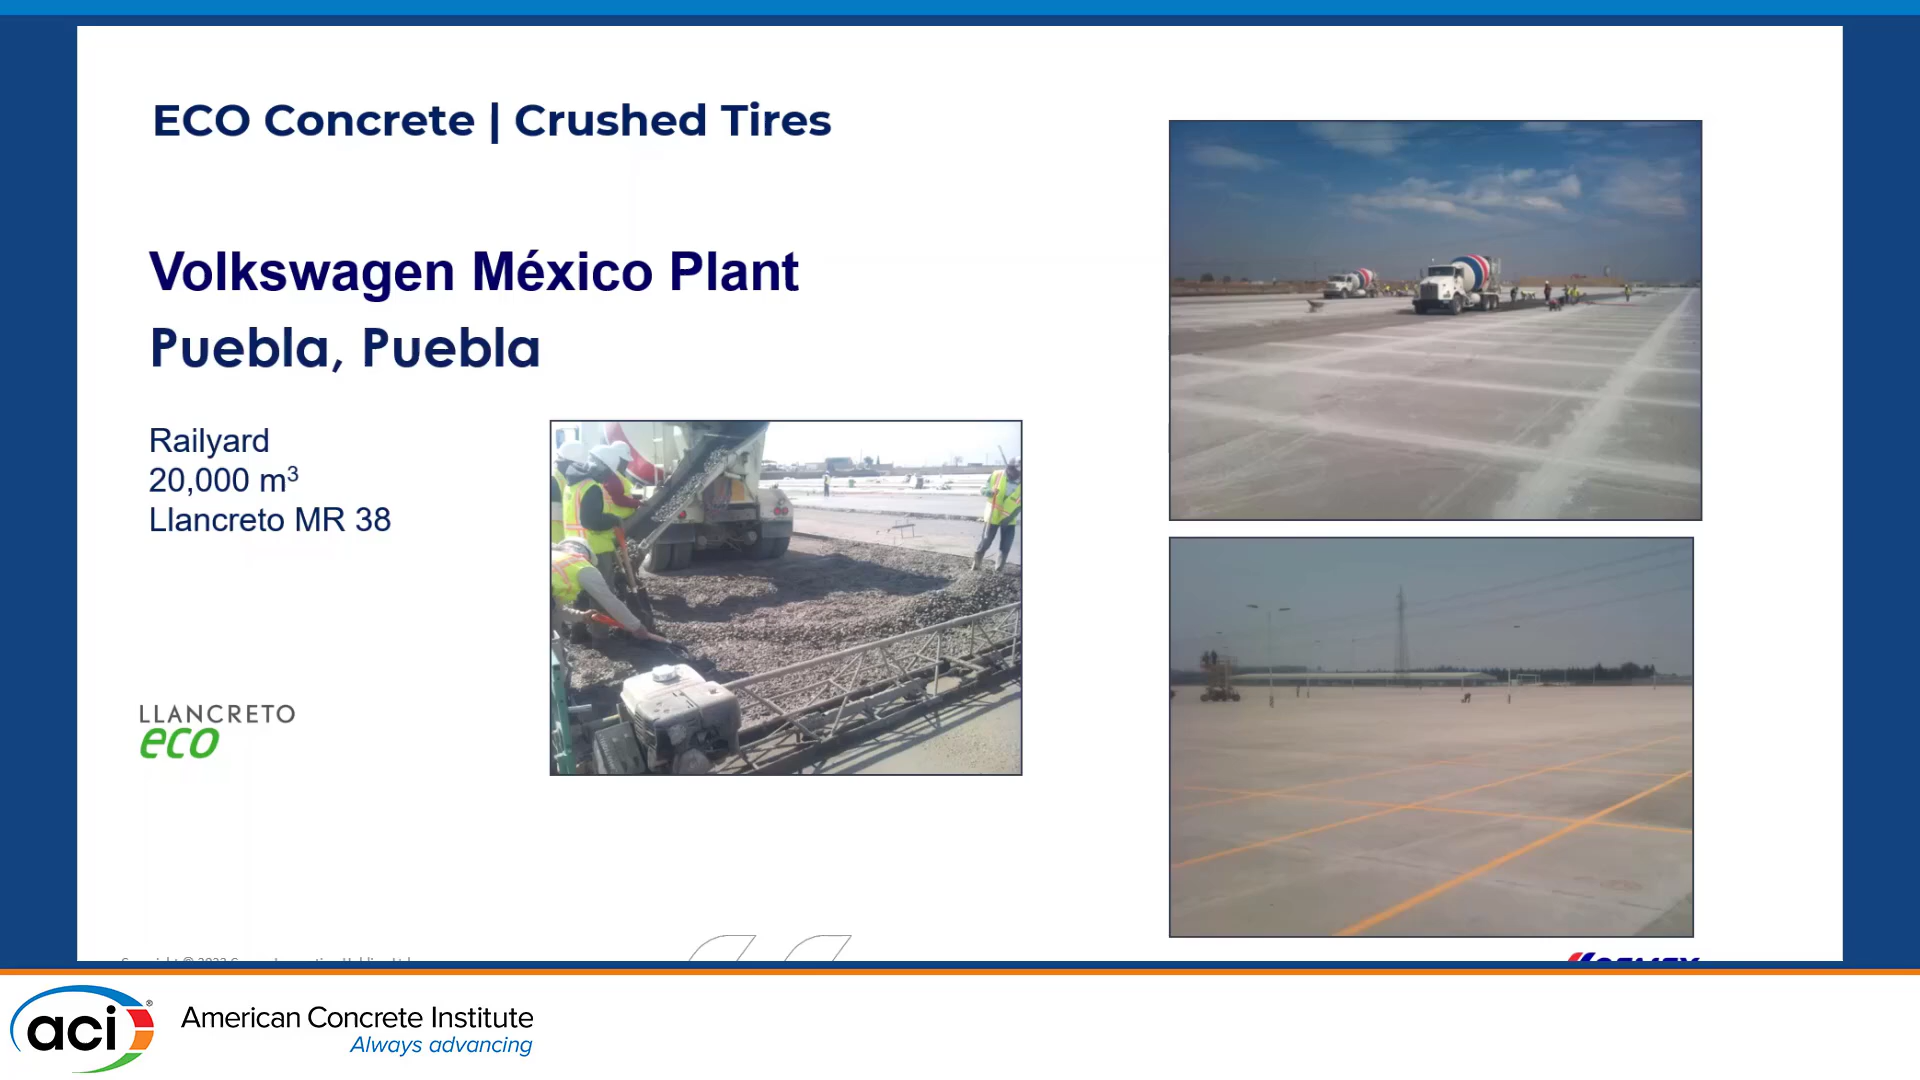 ECO Concrete | Crushed Tires
Volkswagen México Plant
Puebla, Puebla
Railyard
20,000 m³
Llancreto MR 38
LLANCRETO
eco
aci®
American Concrete Institute
Always advancing